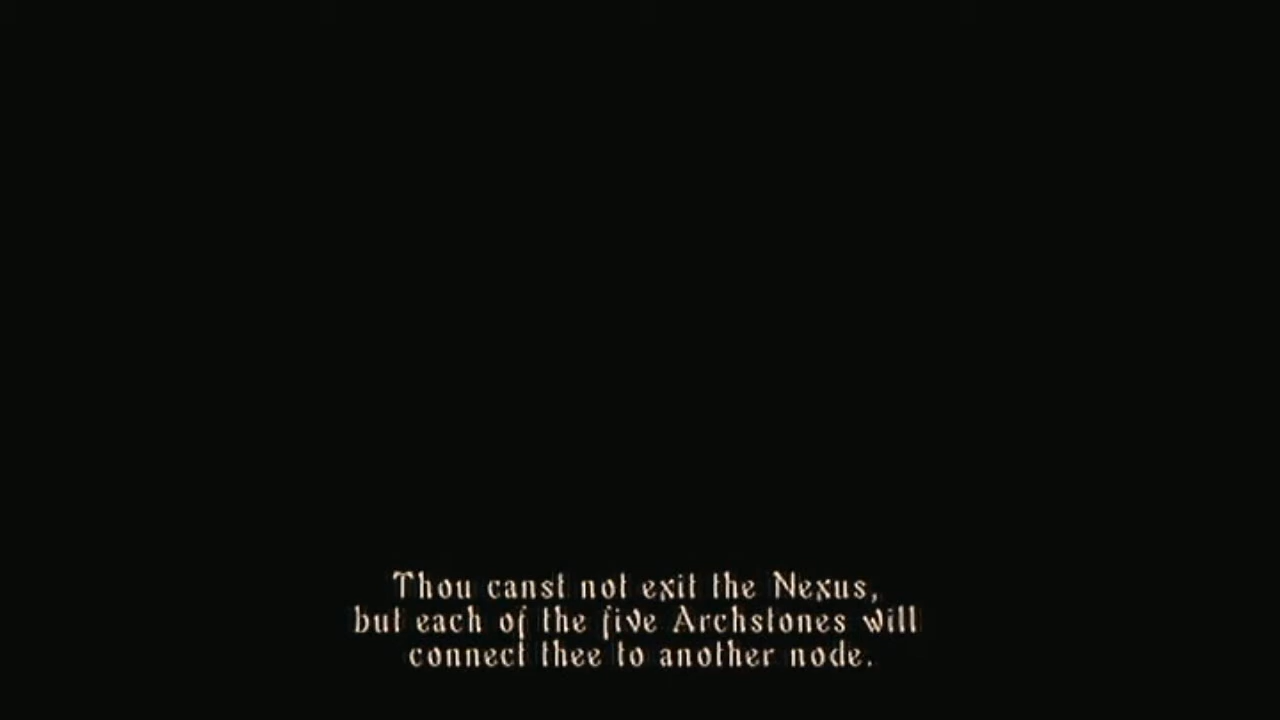 Thou canst not exit the Nexus,
but each of the five Archstones will
connect thee to another node.